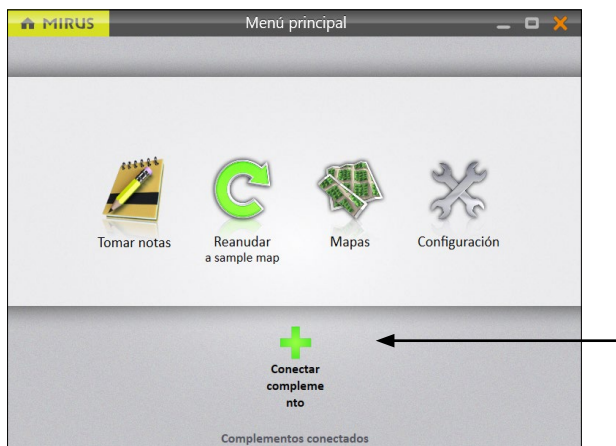 MIRUS
Menú principal
Tomar notas
Reanudar
a sample map
Mapas
Configuración
Conectar
compleme
nto
Complementos conectados